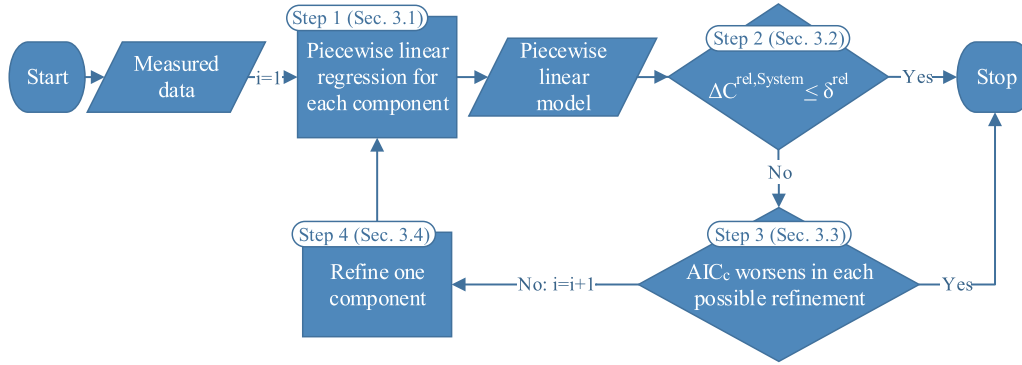 Start
Measured
data
i=1
Step 1 (Sec. 3.1)
Piecewise linear
regression for
each component
Piecewise
linear
model
Step 2 (Sec. 3.2)
ΔC^rel,System ≤ δ^rel
Yes
Stop
No
Step 3 (Sec. 3.3)
AICc worsens in each
possible refinement
Yes
No: i=i+1
Step 4 (Sec. 3.4)
Refine one
component